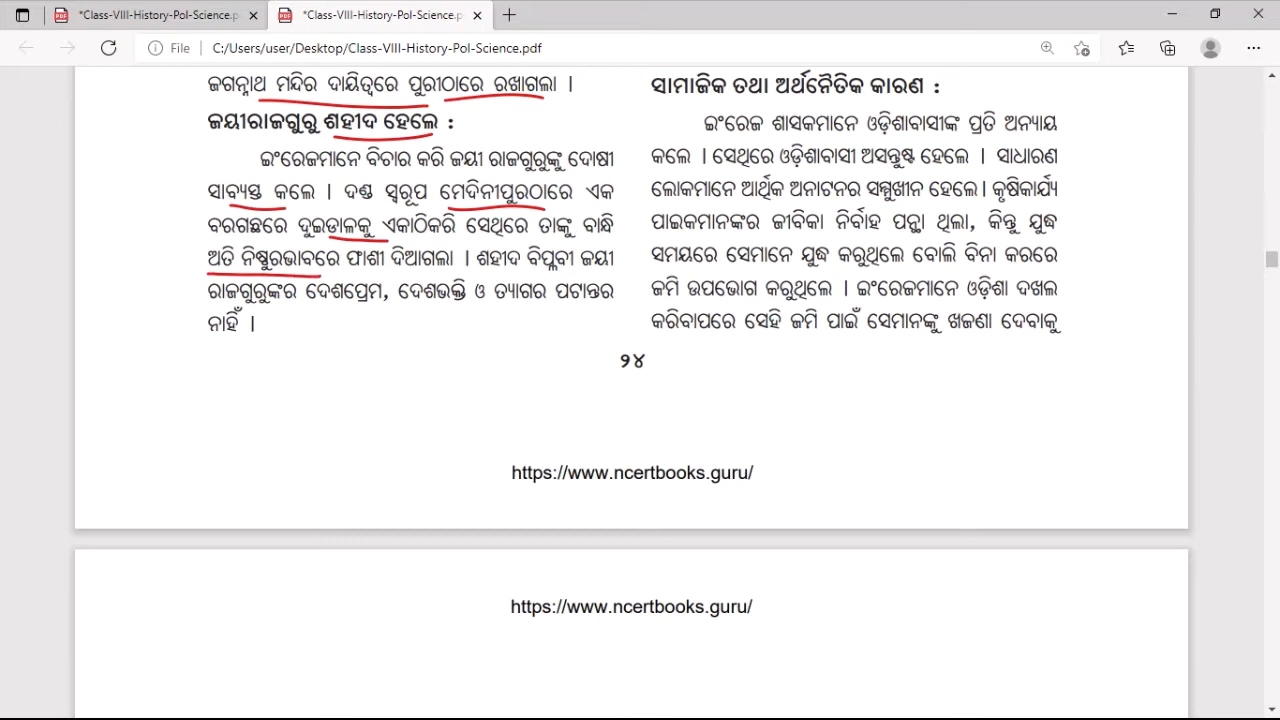 *Class-VIII-History-Pol-Science.p
*Class-VIII-History-Pol-Science.p
File
C:/Users/user/Desktop/Class-VIII-History-Pol-Science.pdf
ଜଗନ୍ନାଥ ମନ୍ଦିର ଦାୟିତ୍ଵରେ ପୁରୀଠାରେ ରଖାଗଲା ।
ଜୟୀରାଜଗୁରୁ ଶହୀଦ ହେଲେ :
ଇଂରେଜମାନେ ବିଚାର କରି ଜୟୀ ରାଜଗୁରୁଙ୍କୁ ଦୋଷୀ
ସାବ୍ୟସ୍ତ କଲେ । ଦଣ୍ଡ ସ୍ୱରୂପ ମେଦିନୀପୁରଠାରେ ଏକ
ବରଗଛରେ ଦୁଇଡାଳକୁ ଏକାଠିକରି ସେଥିରେ ତାଙ୍କୁ ବାନ୍ଧି
ଅତି ନିଷ୍ଠୁରଭାବରେ ଫାଶୀ ଦିଆଗଲା । ଶହୀଦ ବିପ୍ଳବୀ ଜୟୀ
ରାଜଗୁରୁଙ୍କର ଦେଶପ୍ରେମ, ଦେଶଭକ୍ତି ଓ ତ୍ୟାଗର ପଟାନ୍ତର
ନାହିଁ ।
ସାମାଜିକ ତଥା ଅର୍ଥନୈତିକ କାରଣ :
ଇଂରେଜ ଶାସକମାନେ ଓଡ଼ିଶାବାସୀଙ୍କ ପ୍ରତି ଅନ୍ୟାୟ
କଲେ । ସେଥିରେ ଓଡ଼ିଶାବାସୀ ଅସନ୍ତୁଷ୍ଟ ହେଲେ । ସାଧାରଣ
ଲୋକମାନେ ଆର୍ଥିକ ଅନାଟନର ସମ୍ମୁଖୀନ ହେଲେ । କୃଷିକାର୍ଯ୍ୟ
ପାଇକମାନଙ୍କର ଜୀବିକା ନିର୍ବାହ ପନ୍ଥା ଥିଲା, କିନ୍ତୁ ଯୁଦ୍ଧ
ସମୟରେ ସେମାନେ ଯୁଦ୍ଧ କରୁଥିଲେ ବୋଲି ବିନା କରରେ
ଜମି ଉପଭୋଗ କରୁଥିଲେ । ଇଂରେଜମାନେ ଓଡ଼ିଶା ଦଖଲ
କରିବାପରେ ସେହି ଜମି ପାଇଁ ସେମାନଙ୍କୁ ଖଜଣା ଦେବାକୁ
୨୪
https://www.ncertbooks.guru/
https://www.ncertbooks.guru/